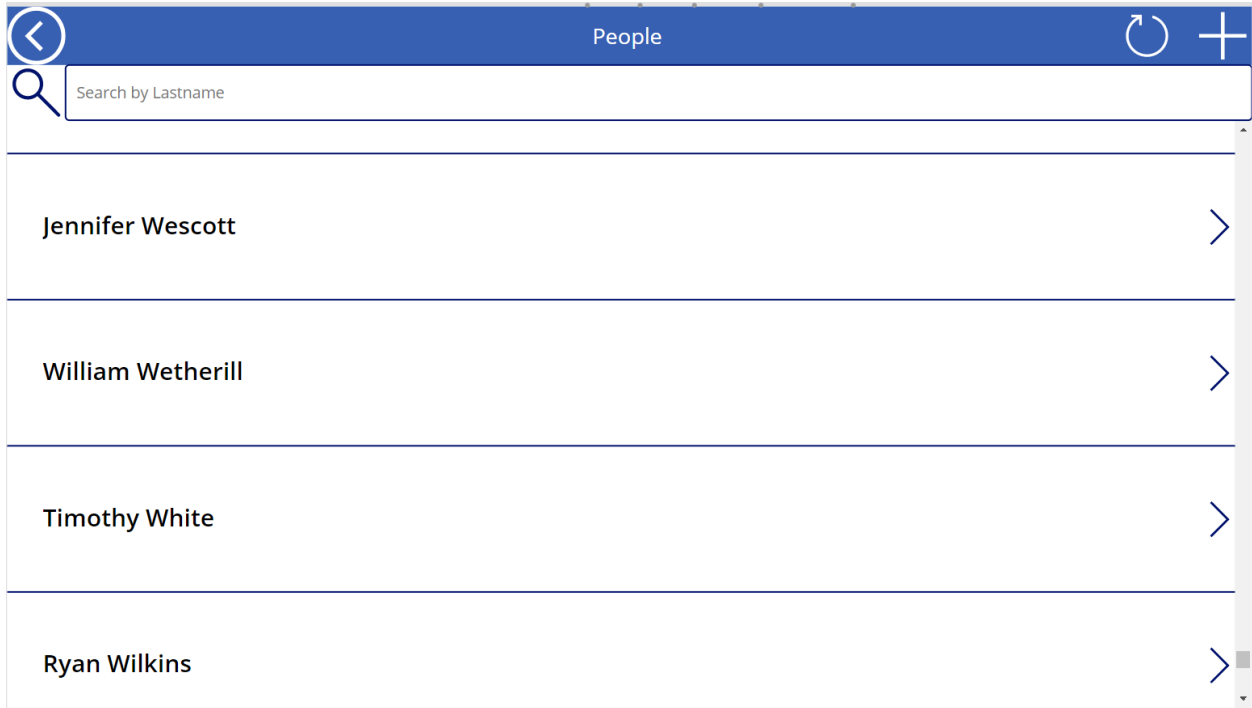 People
Search by Lastname
Jennifer Wescott
William Wetherill
Timothy White
Ryan Wilkins